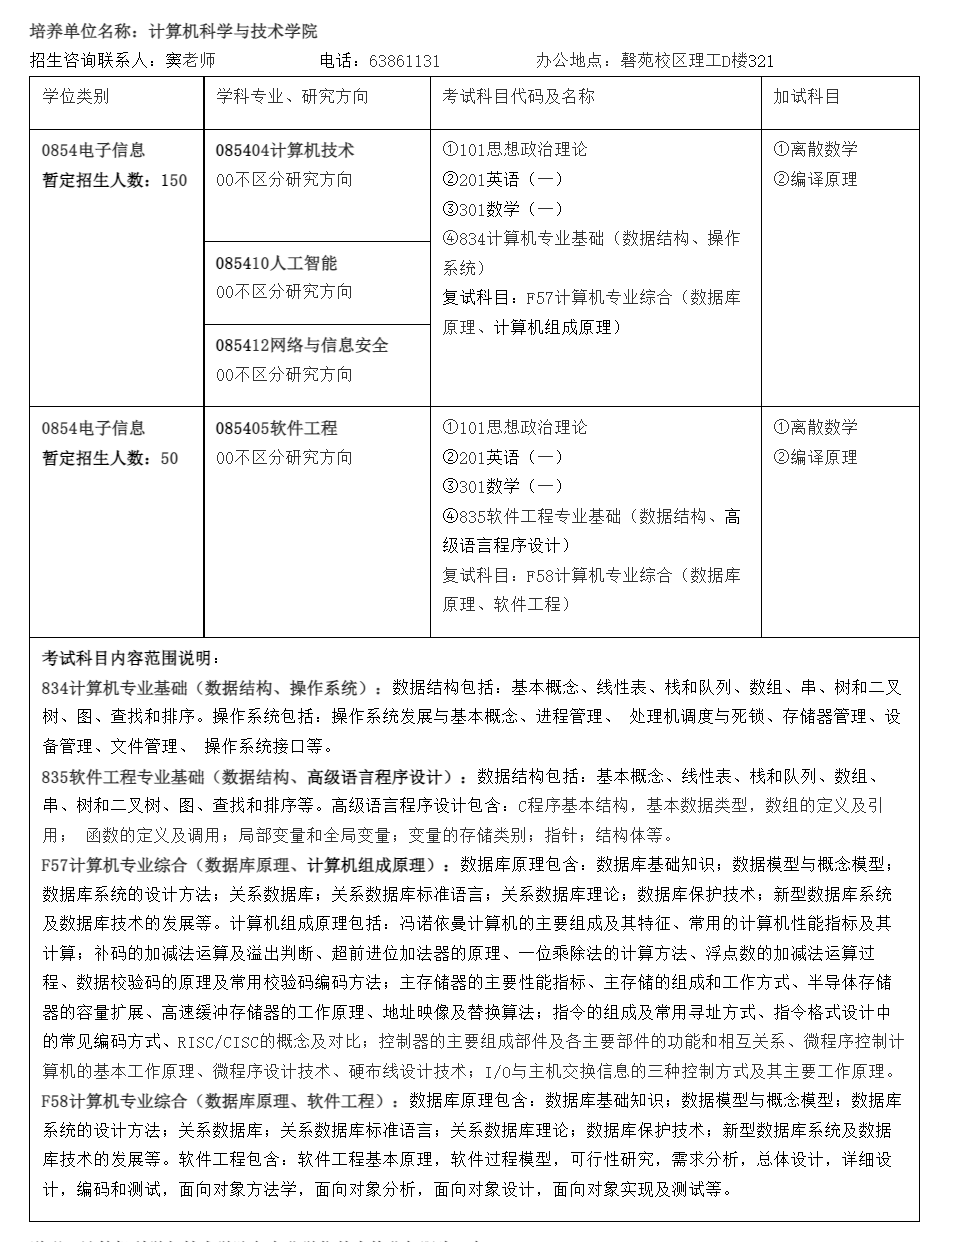 培养单位名称：计算机科学与技术学院
招生咨询联系人：窦老师 电话：63861131 办公地点：磬苑校区理工D楼321
学位类别 学科专业、研究方向 考试科目代码及名称 加试科目
0854电子信息
暂定招生人数：150
085404计算机技术
00不区分研究方向
085410人工智能
00不区分研究方向
085412网络与信息安全
00不区分研究方向
①101思想政治理论
②201英语（一）
③301数学（一）
④834计算机专业基础（数据结构、操作
系统）
复试科目：F57计算机专业综合（数据库
原理、计算机组成原理）
①离散数学
②编译原理
0854电子信息
暂定招生人数：50
085405软件工程
00不区分研究方向
①101思想政治理论
②201英语（一）
③301数学（一）
④835软件工程专业基础（数据结构、高
级语言程序设计）
复试科目：F58计算机专业综合（数据库
原理、软件工程）
①离散数学
②编译原理
考试科目内容范围说明：
834计算机专业基础（数据结构、操作系统）：数据结构包括：基本概念、线性表、栈和队列、数组、串、树和二叉
树、图、查找和排序。操作系统包括：操作系统发展与基本概念、进程管理、 处理机调度与死锁、存储器管理、设
备管理、文件管理、 操作系统接口等。
835软件工程专业基础（数据结构、高级语言程序设计）：数据结构包括：基本概念、线性表、栈和队列、数组、
串、树和二叉树、图、查找和排序等。高级语言程序设计包含：C程序基本结构，基本数据类型，数组的定义及引
用； 函数的定义及调用；局部变量和全局变量；变量的存储类别；指针；结构体等。
F57计算机专业综合（数据库原理、计算机组成原理）：数据库原理包含：数据库基础知识；数据模型与概念模型；
数据库系统的设计方法；关系数据库；关系数据库标准语言；关系数据库理论；数据库保护技术；新型数据库系统
及数据库技术的发展等。计算机组成原理包括：冯诺依曼计算机的主要组成及其特征、常用的计算机性能指标及其
计算；补码的加减法运算及溢出判断、超前进位加法器的原理、一位乘除法的计算方法、浮点数的加减法运算过
程、数据校验码的原理及常用校验码编码方法；主存储器的主要性能指标、主存储的组成和工作方式、半导体存储
器的容量扩展、高速缓冲存储器的工作原理、地址映像及替换算法；指令的组成及常用寻址方式、指令格式设计中
的常见编码方式、RISC/CISC的概念及对比；控制器的主要组成部件及各主要部件的功能和相互关系、微程序控制计
算机的基本工作原理、微程序设计技术、硬布线设计技术；I/O与主机交换信息的三种控制方式及其主要工作原理。
F58计算机专业综合（数据库原理、软件工程）：数据库原理包含：数据库基础知识；数据模型与概念模型；数据库
系统的设计方法；关系数据库；关系数据库标准语言；关系数据库理论；数据库保护技术；新型数据库系统及数据
库技术的发展等。软件工程包含：软件工程基本原理，软件过程模型，可行性研究，需求分析，总体设计，详细设
计，编码和测试，面向对象方法学，面向对象分析，面向对象设计，面向对象实现及测试等。